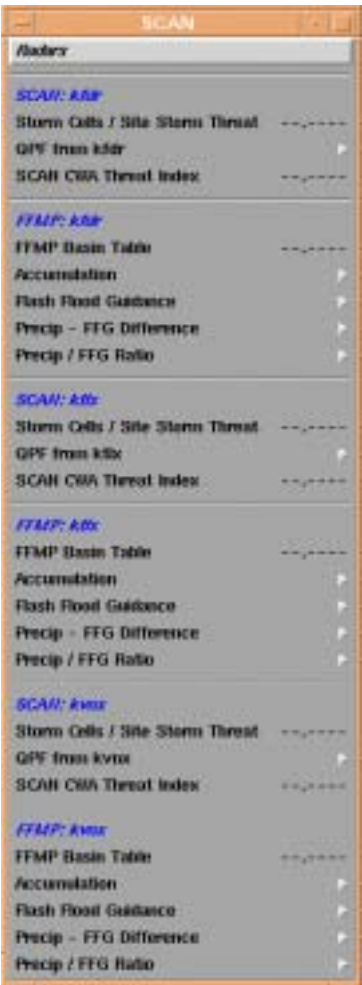 SCAN
Radars
SCAN: kfdr
Storm Cells / Site Storm Threat --.----
QPF from kfdr
SCAN CWA Threat Index --.----
FFMP: kfdr
FFMP Basin Table --.----
Accumulation
Flash Flood Guidance
Precip - FFG Difference
Precip / FFG Ratio
SCAN: ktlx
Storm Cells / Site Storm Threat --.----
QPF from ktlx
SCAN CWA Threat Index --.----
FFMP: ktlx
FFMP Basin Table --.----
Accumulation
Flash Flood Guidance
Precip - FFG Difference
Precip / FFG Ratio
SCAN: kvnx
Storm Cells / Site Storm Threat --.----
QPF from kvnx
SCAN CWA Threat Index --.----
FFMP: kvnx
FFMP Basin Table --.----
Accumulation
Flash Flood Guidance
Precip - FFG Difference
Precip / FFG Ratio